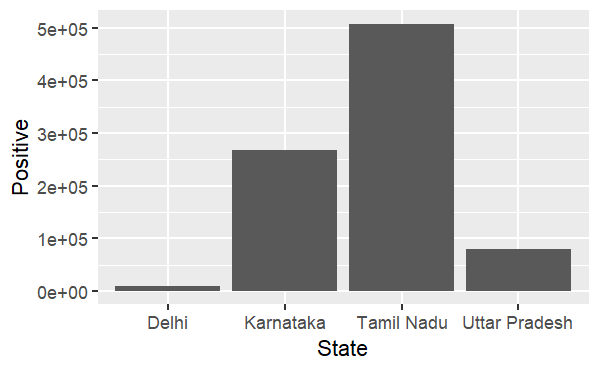 Positive
5e+05
4e+05
3e+05
2e+05
1e+05
0e+00
Delhi Karnataka Tamil Nadu Uttar Pradesh
State